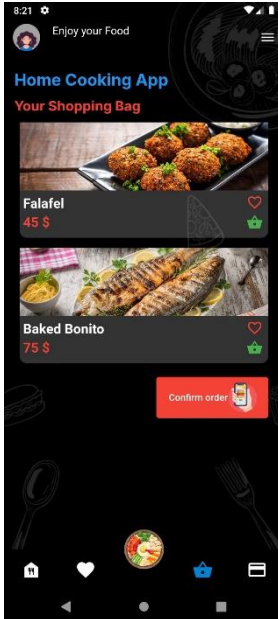 8:21
Enjoy your Food
Home Cooking App
Your Shopping Bag
Falafel
45 $
Baked Bonito
75 $
Confirm order